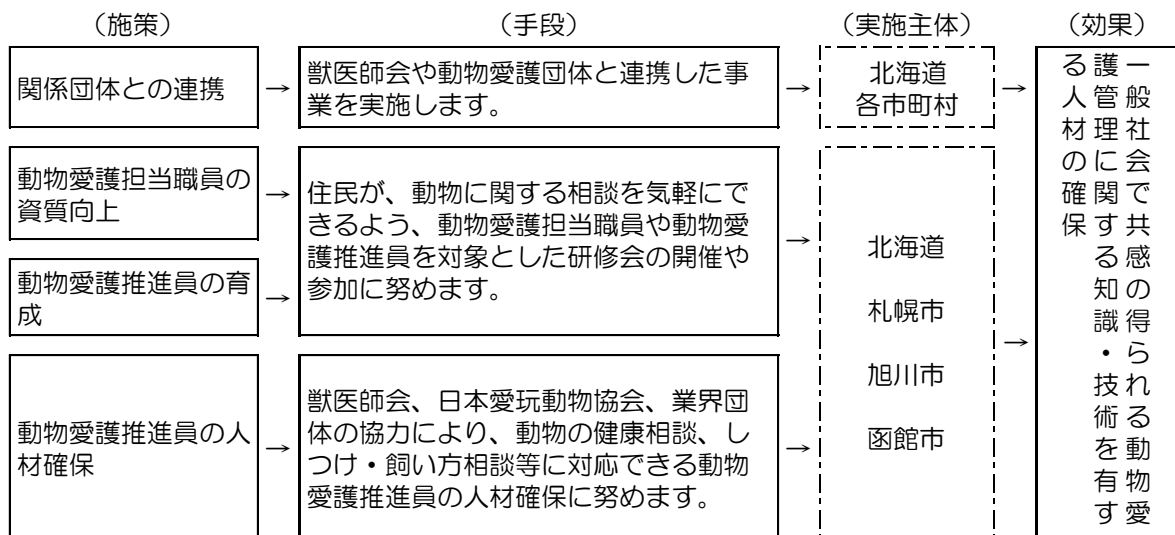 （施策）
（手段）
（実施主体）
（効果）
関係団体との連携
→
獣医師会や動物愛護団体と連携した事
業を実施します。
→
北海道
各市町村
→
動物愛護担当職員の
資質向上
→
動物愛護推進員の育
成
→
住民が、動物に関する相談を気軽にで
きるよう、動物愛護担当職員や動物愛
護推進員を対象とした研修会の開催や
参加に努めます。
→
動物愛護推進員の人
材確保
→
獣医師会、日本愛玩動物協会、業界団
体の協力により、動物の健康相談、し
つけ・飼い方相談等に対応できる動物
愛護推進員の人材確保に努めます。
→
北海道
札幌市
旭川市
函館市
→
一般社会で共感の得られる動物愛
護管理に関する知識・技術を有す
る人材の確保